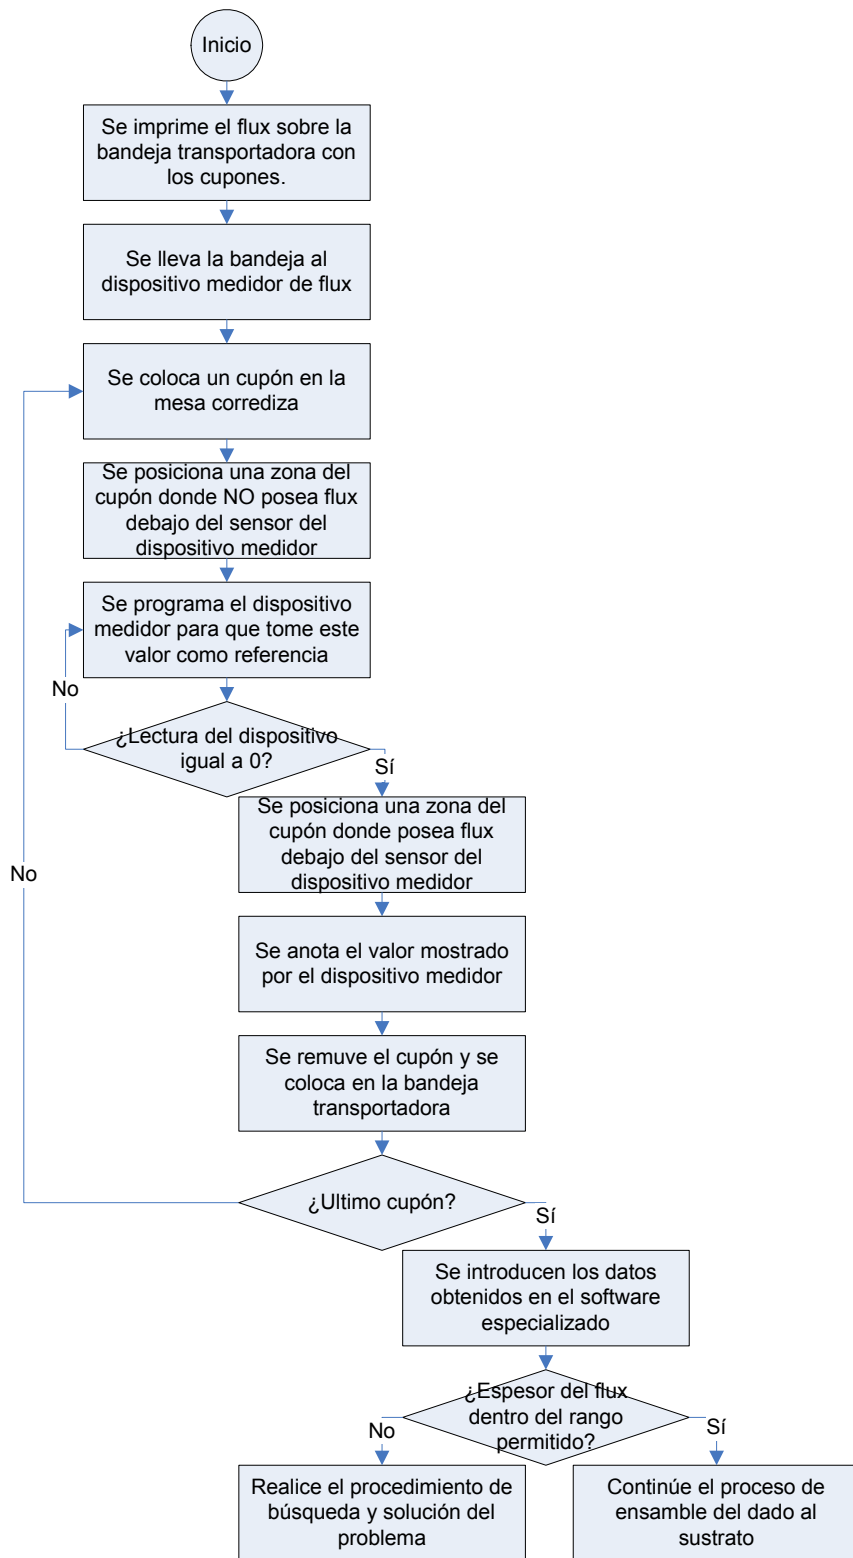 Inicio
Se imprime el flux sobre la
bandeja transportadora con
los cupones.
Se lleva la bandeja al
dispositivo medidor de flux
Se coloca un cupón en la
mesa corrediza
Se posiciona una zona del
cupón donde NO posea flux
debajo del sensor del
dispositivo medidor
Se programa el dispositivo
medidor para que tome este
valor como referencia
No
¿Lectura del dispositivo
igual a 0?
Sí
Se posiciona una zona del
cupón donde posea flux
debajo del sensor del
dispositivo medidor
No
Se anota el valor mostrado
por el dispositivo medidor
Se remuve el cupón y se
coloca en la bandeja
transportadora
¿Ultimo cupón?
Sí
Se introducen los datos
obtenidos en el software
especializado
¿Espesor del flux
dentro del rango
permitido?
No
Sí
Realice el procedimiento de
búsqueda y solución del
problema
Continúe el proceso de
ensamble del dado al
sustrato